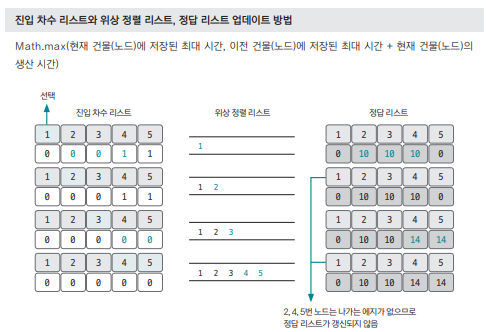 진입 차수 리스트와 위상 정렬 리스트, 정답 리스트 업데이트 방법
Math.max(현재 건물(노드)에 저장된 최대 시간, 이전 건물(노드)에 저장된 최대 시간 + 현재 건물(노드)의
생산 시간)
선택
진입 차수 리스트 위상 정렬 리스트 정답 리스트
1 2 3 4 5 1 2 3 4 5
0 0 0 1 1 1 0 10 10 10 0
1 2 3 4 5 1 2 3 4 5
0 0 0 1 1 1 2 0 10 10 10 0
1 2 3 4 5 1 2 3 4 5
0 0 0 0 0 1 2 3 0 10 10 14 14
1 2 3 4 5 1 2 3 4 5
0 0 0 0 0 1 2 3 4 5 0 10 10 14 14
2, 4, 5번 노드는 나가는 에지가 없으므로
정답 리스트가 갱신되지 않음